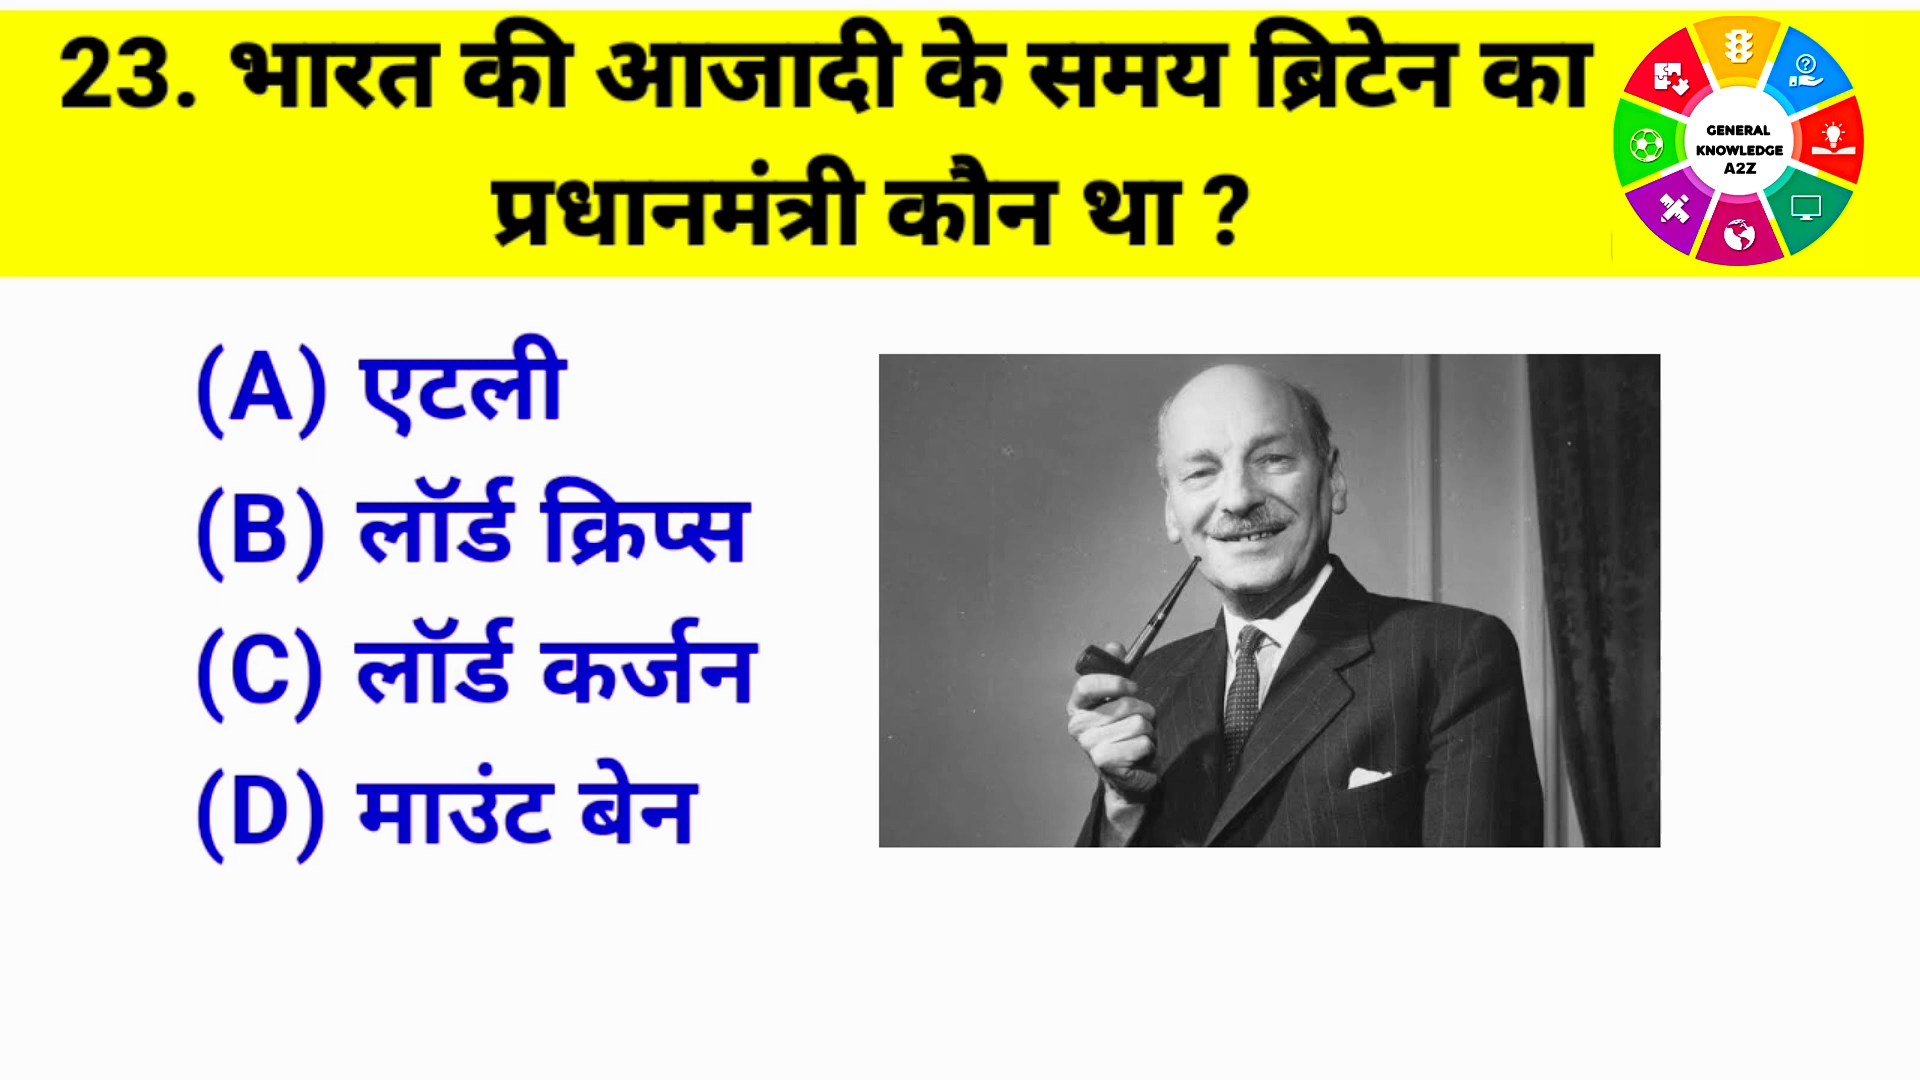 23. भारत की आजादी के समय ब्रिटेन का
प्रधानमंत्री कौन था ?
GENERAL
KNOWLEDGE
A2Z
(A) एटली
(B) लॉर्ड क्रिप्स
(C) लॉर्ड कर्जन
(D) माउंट बेन